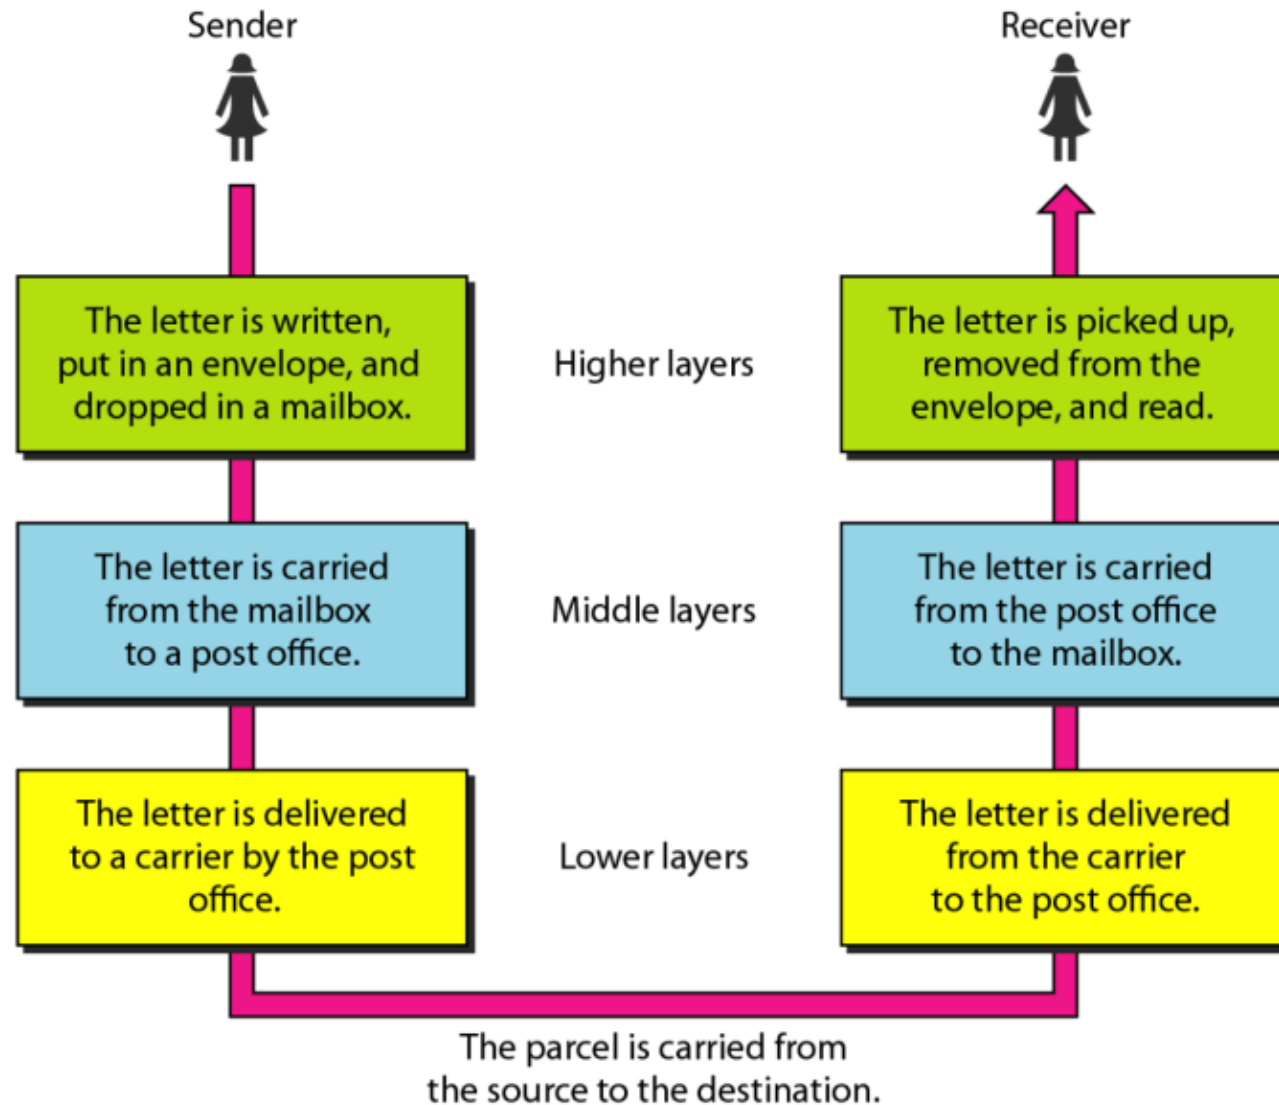 Sender
Receiver
The letter is written,
put in an envelope, and
dropped in a mailbox.
Higher layers
The letter is picked up,
removed from the
envelope, and read.
The letter is carried
from the mailbox
to a post office.
Middle layers
The letter is carried
from the post office
to the mailbox.
The letter is delivered
to a carrier by the post
office.
Lower layers
The letter is delivered
from the carrier
to the post office.
The parcel is carried from
the source to the destination.